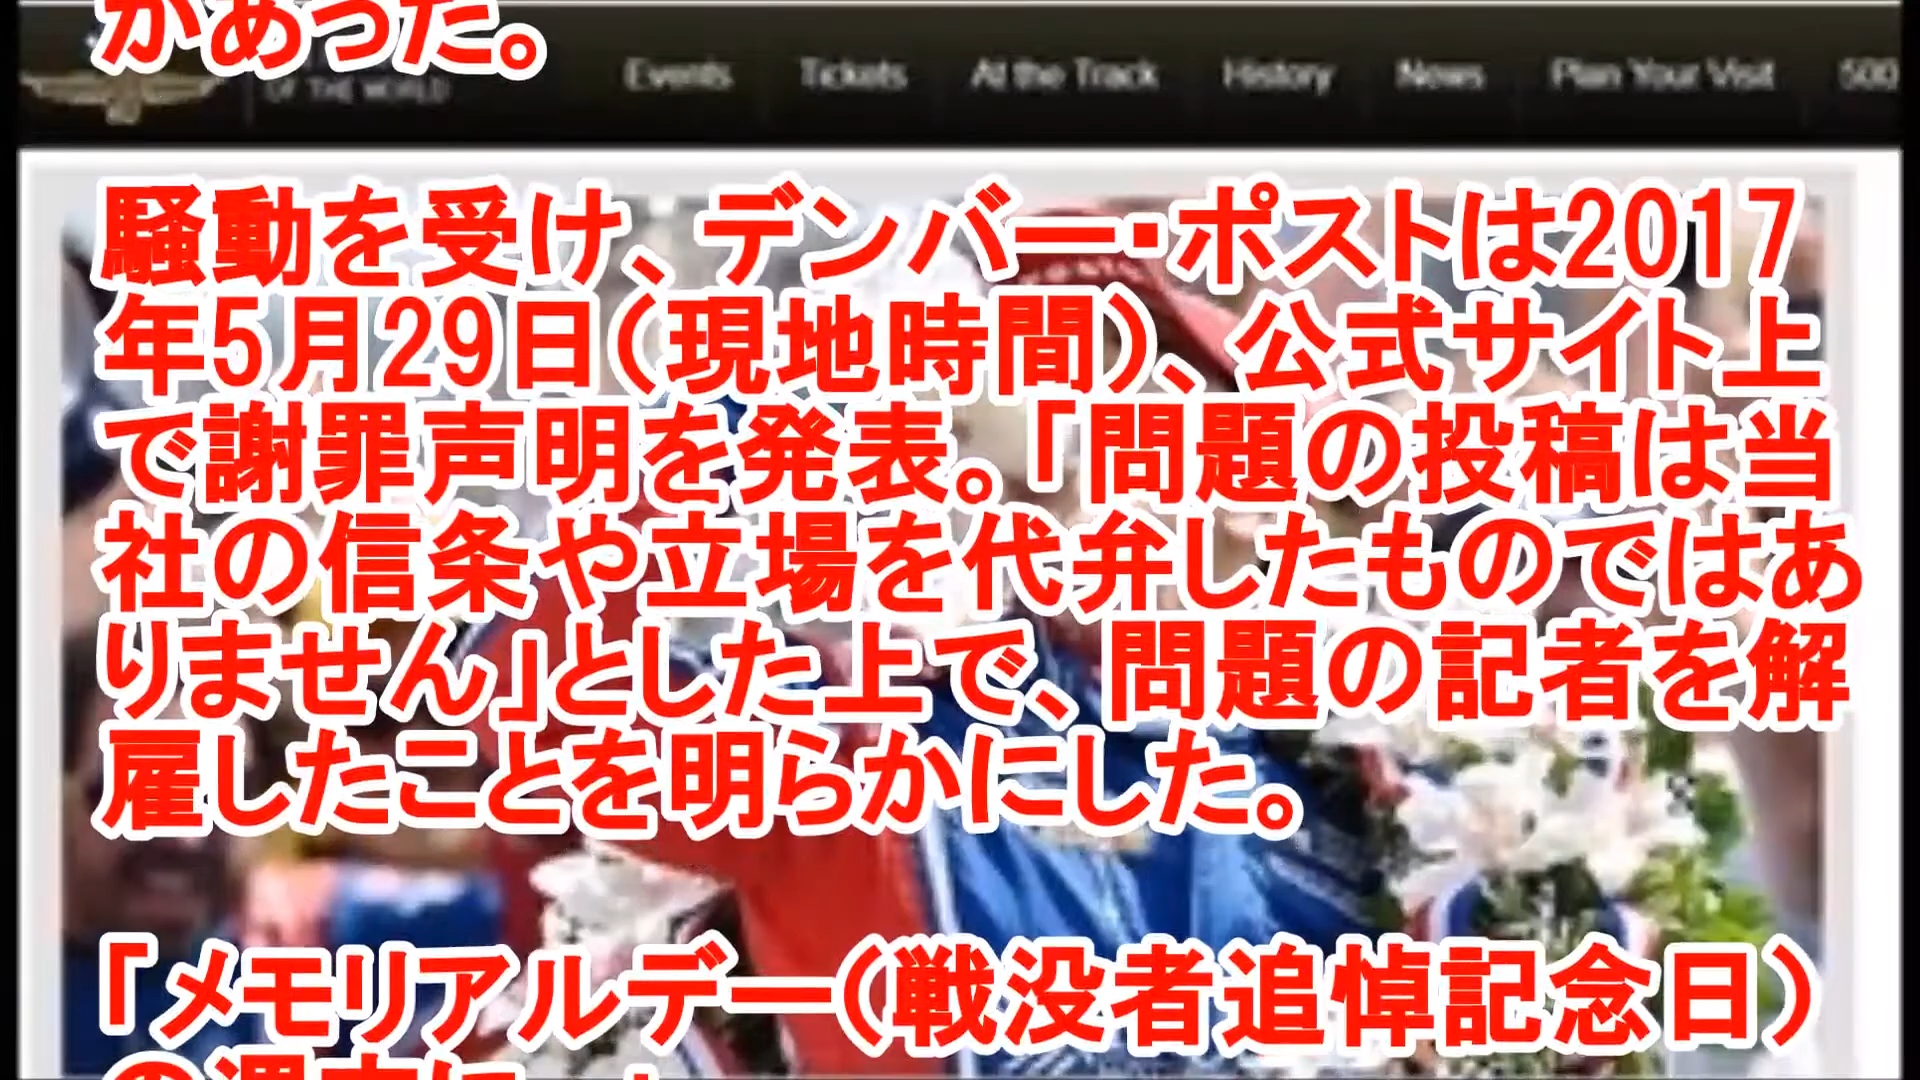 があった。
OF THE WORLD
Events Tickets At the Track History News Plan Your Visit 500
騒動を受け、デンバー・ポストは2017
年5月29日（現地時間）、公式サイト上
で謝罪声明を発表。「問題の投稿は当
社の信条や立場を代弁したものではあ
りません」とした上で、問題の記者を解
雇したことを明らかにした。
「メモリアルデー（戦没者追悼記念日）